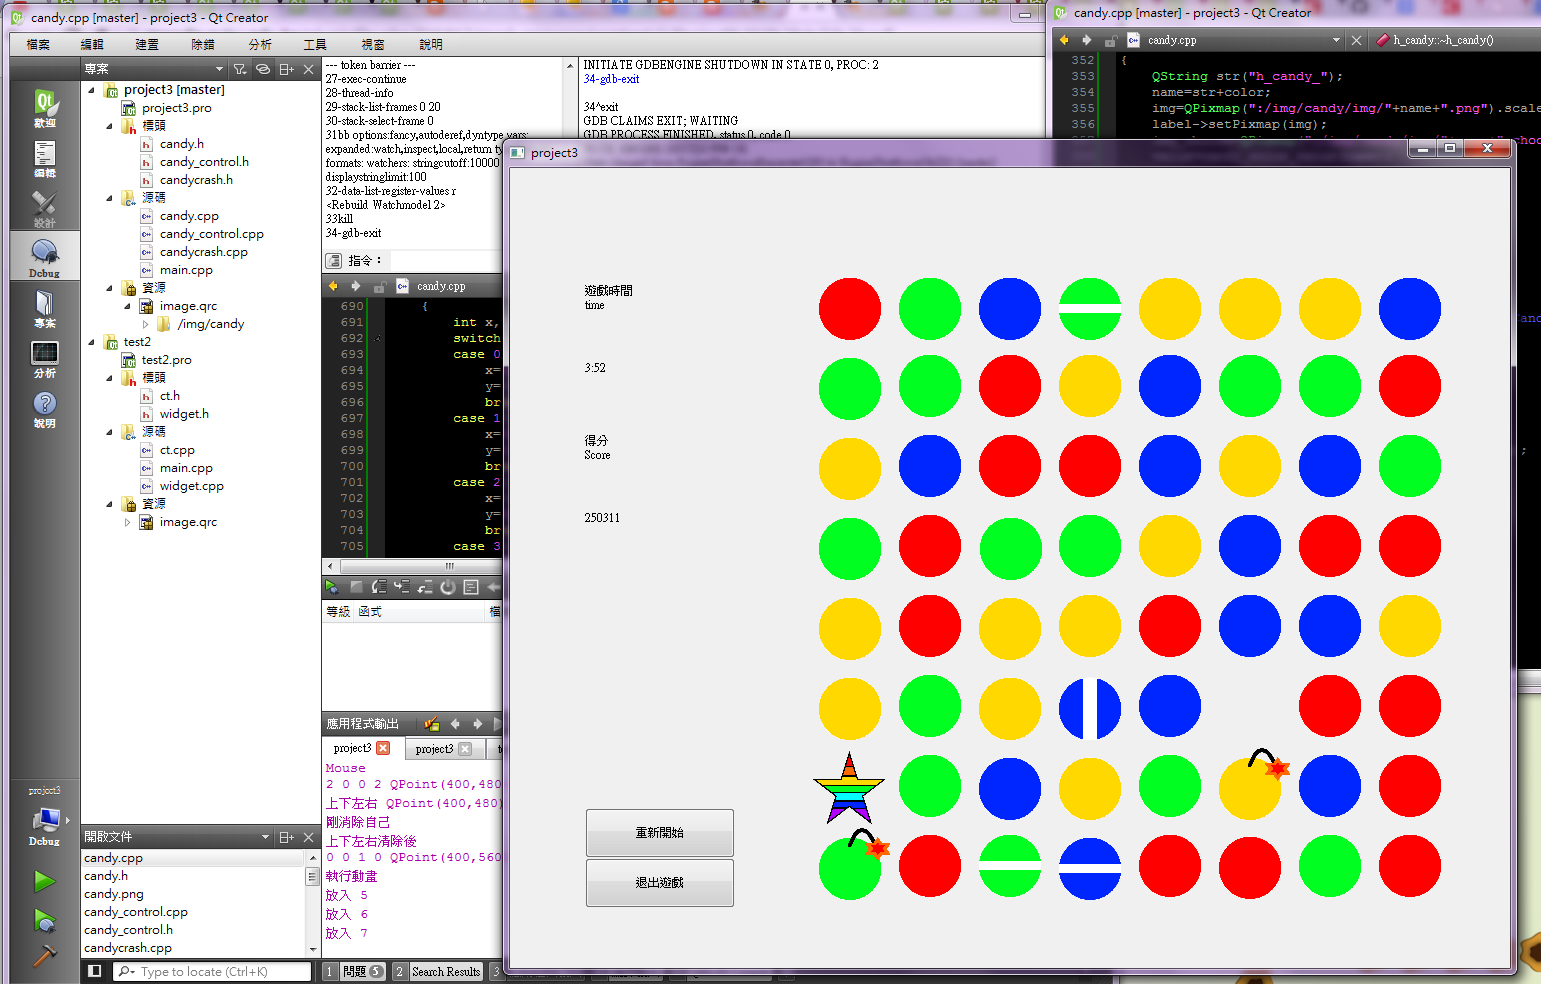 candy.cpp [master] - project3 - Qt Creator
檔案 編輯 建置 除錯 分析 工具 視窗 說明
歡迎
編輯
設計
Debug
專案
分析
說明
project3
Debug
專案
project3 [master]
project3.pro
標頭
candy.h
candy_control.h
candycrash.h
源碼
candy.cpp
candy_control.cpp
candycrash.cpp
main.cpp
資源
image.qrc
/img/candy
test2
test2.pro
標頭
ct.h
widget.h
源碼
ct.cpp
main.cpp
widget.cpp
資源
image.qrc
開啟文件
candy.cpp
candy.h
candy.png
candy_control.cpp
candy_control.h
candycrash.cpp
Type to locate (Ctrl+K)
--- token barrier ---
27-exec-continue
28-thread-info
29-stack-list-frames 0 20
30-stack-select-frame 0
31bb options:fancy,autoderef,dyntype vars:
expanded:watch,inspect,local,return ty
formats: watchers: stringcutoff:10000
displaystringlimit:100
32-data-list-register-values r
<Rebuild Watchmodel 2>
33kill
34-gdb-exit
指令：
INITIATE GDBENGINE SHUTDOWN IN STATE 0, PROC: 2
34-gdb-exit
34^exit
GDB CLAIMS EXIT; WAITING
GDB PROCESS FINISHED, status 0, code 0
candy.cpp
690 {
691 int x,
692 switch
693 case 0
694 x=
695 y=
696 br
697 case 1
698 x=
699 y=
700 br
701 case 2
702 x=
703 y=
704 br
705 case 3
等級 函式 檔
應用程式輸出
project3 project3
Mouse
2 0 0 2 QPoint(400,480)
上下左右 QPoint(400,480)
剛消除自己
上下左右清除後
0 0 1 0 QPoint(400,560
執行動畫
放入 5
放入 6
放入 7
1 問題 5 2 Search Results 3
candy.cpp [master] - project3 - Qt Creator
candy.cpp h_candy::~h_candy()
352 {
353 QString str("h_candy_");
354 name=str+color;
355 img=QPixmap(":/img/candy/img/"+name+".png").scale
356 label->setPixmap(img);
project3
遊戲時間
time
3:52
得分
Score
250311
重新開始
退出遊戲